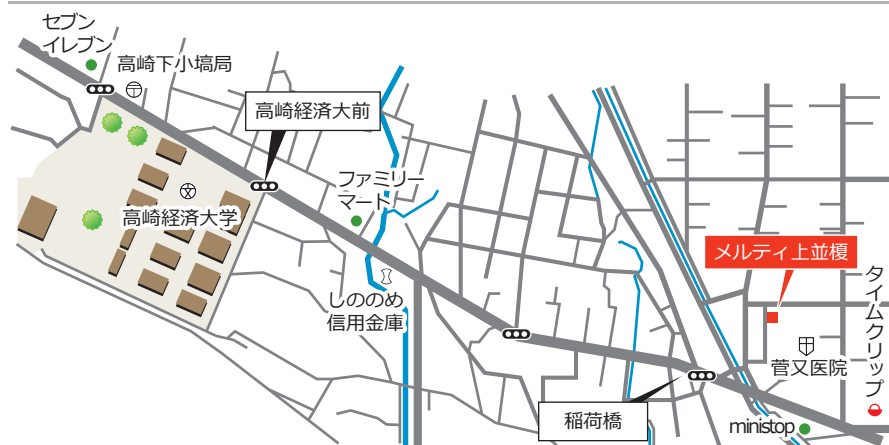 セブン
イレブン
高崎下小塙局
高崎経済大前
ファミリー
マート
高崎経済大学
しののめ
信用金庫
メルティ上並榎
タイムクリップ
菅又医院
稲荷橋
ministop